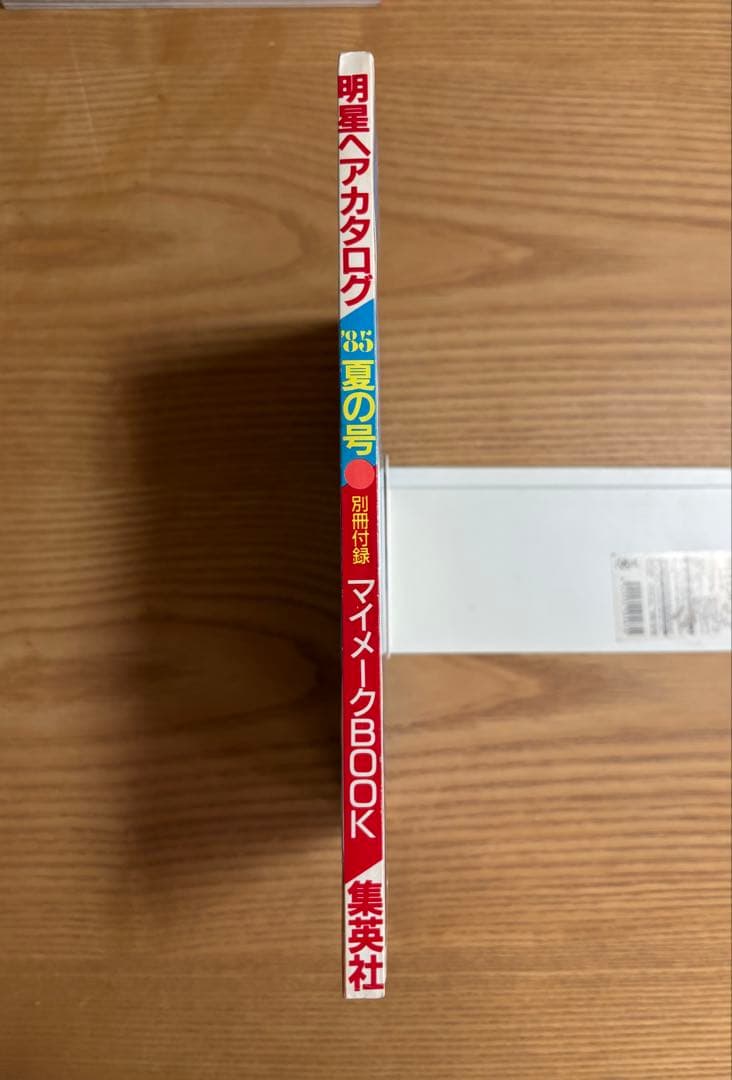 明星ヘアカタログ
'85
夏の号
別冊付録
マイメークBOOK
集英社